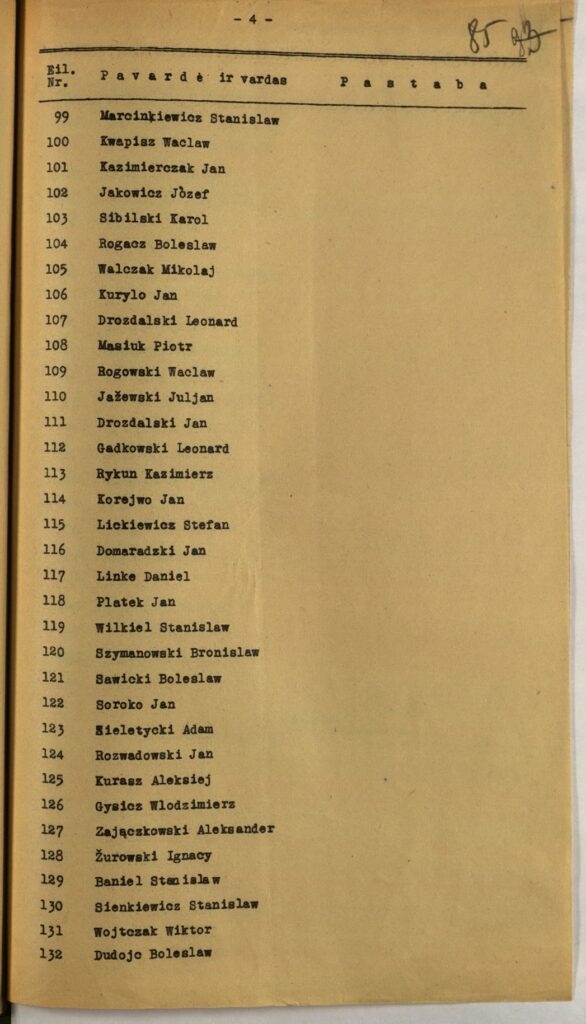 - 4 -
85 83
Eil. Nr. Pavardė ir vardas Pastaba
99 Marcinkiewicz Stanislaw
100 Kwapisz Waclaw
101 Kazimierczak Jan
102 Jakowicz Józef
103 Sibilski Karol
104 Rogacz Boleslaw
105 Walczak Mikolaj
106 Kurylo Jan
107 Drozdalski Leonard
108 Masiuk Piotr
109 Rogowski Waclaw
110 Jażewski Juljan
111 Drozdalski Jan
112 Gadkowski Leonard
113 Rykun Kazimierz
114 Korejwo Jan
115 Lickiewicz Stefan
116 Domaradzki Jan
117 Linke Daniel
118 Platek Jan
119 Wilkiel Stanislaw
120 Szymanowski Bronislaw
121 Sawicki Boleslaw
122 Soroko Jan
123 Adam
124 Rozwadowski Jan
125 Kurasz Aleksiej
126 Gysicz Wlodzimierz
127 Zajączkowski Aleksander
128 Žurowski Ignacy
129 Baniel Stanislaw
130 Sienkiewicz Stanislaw
131 Wojtczak Wiktor
132 Dudojc Boleslaw